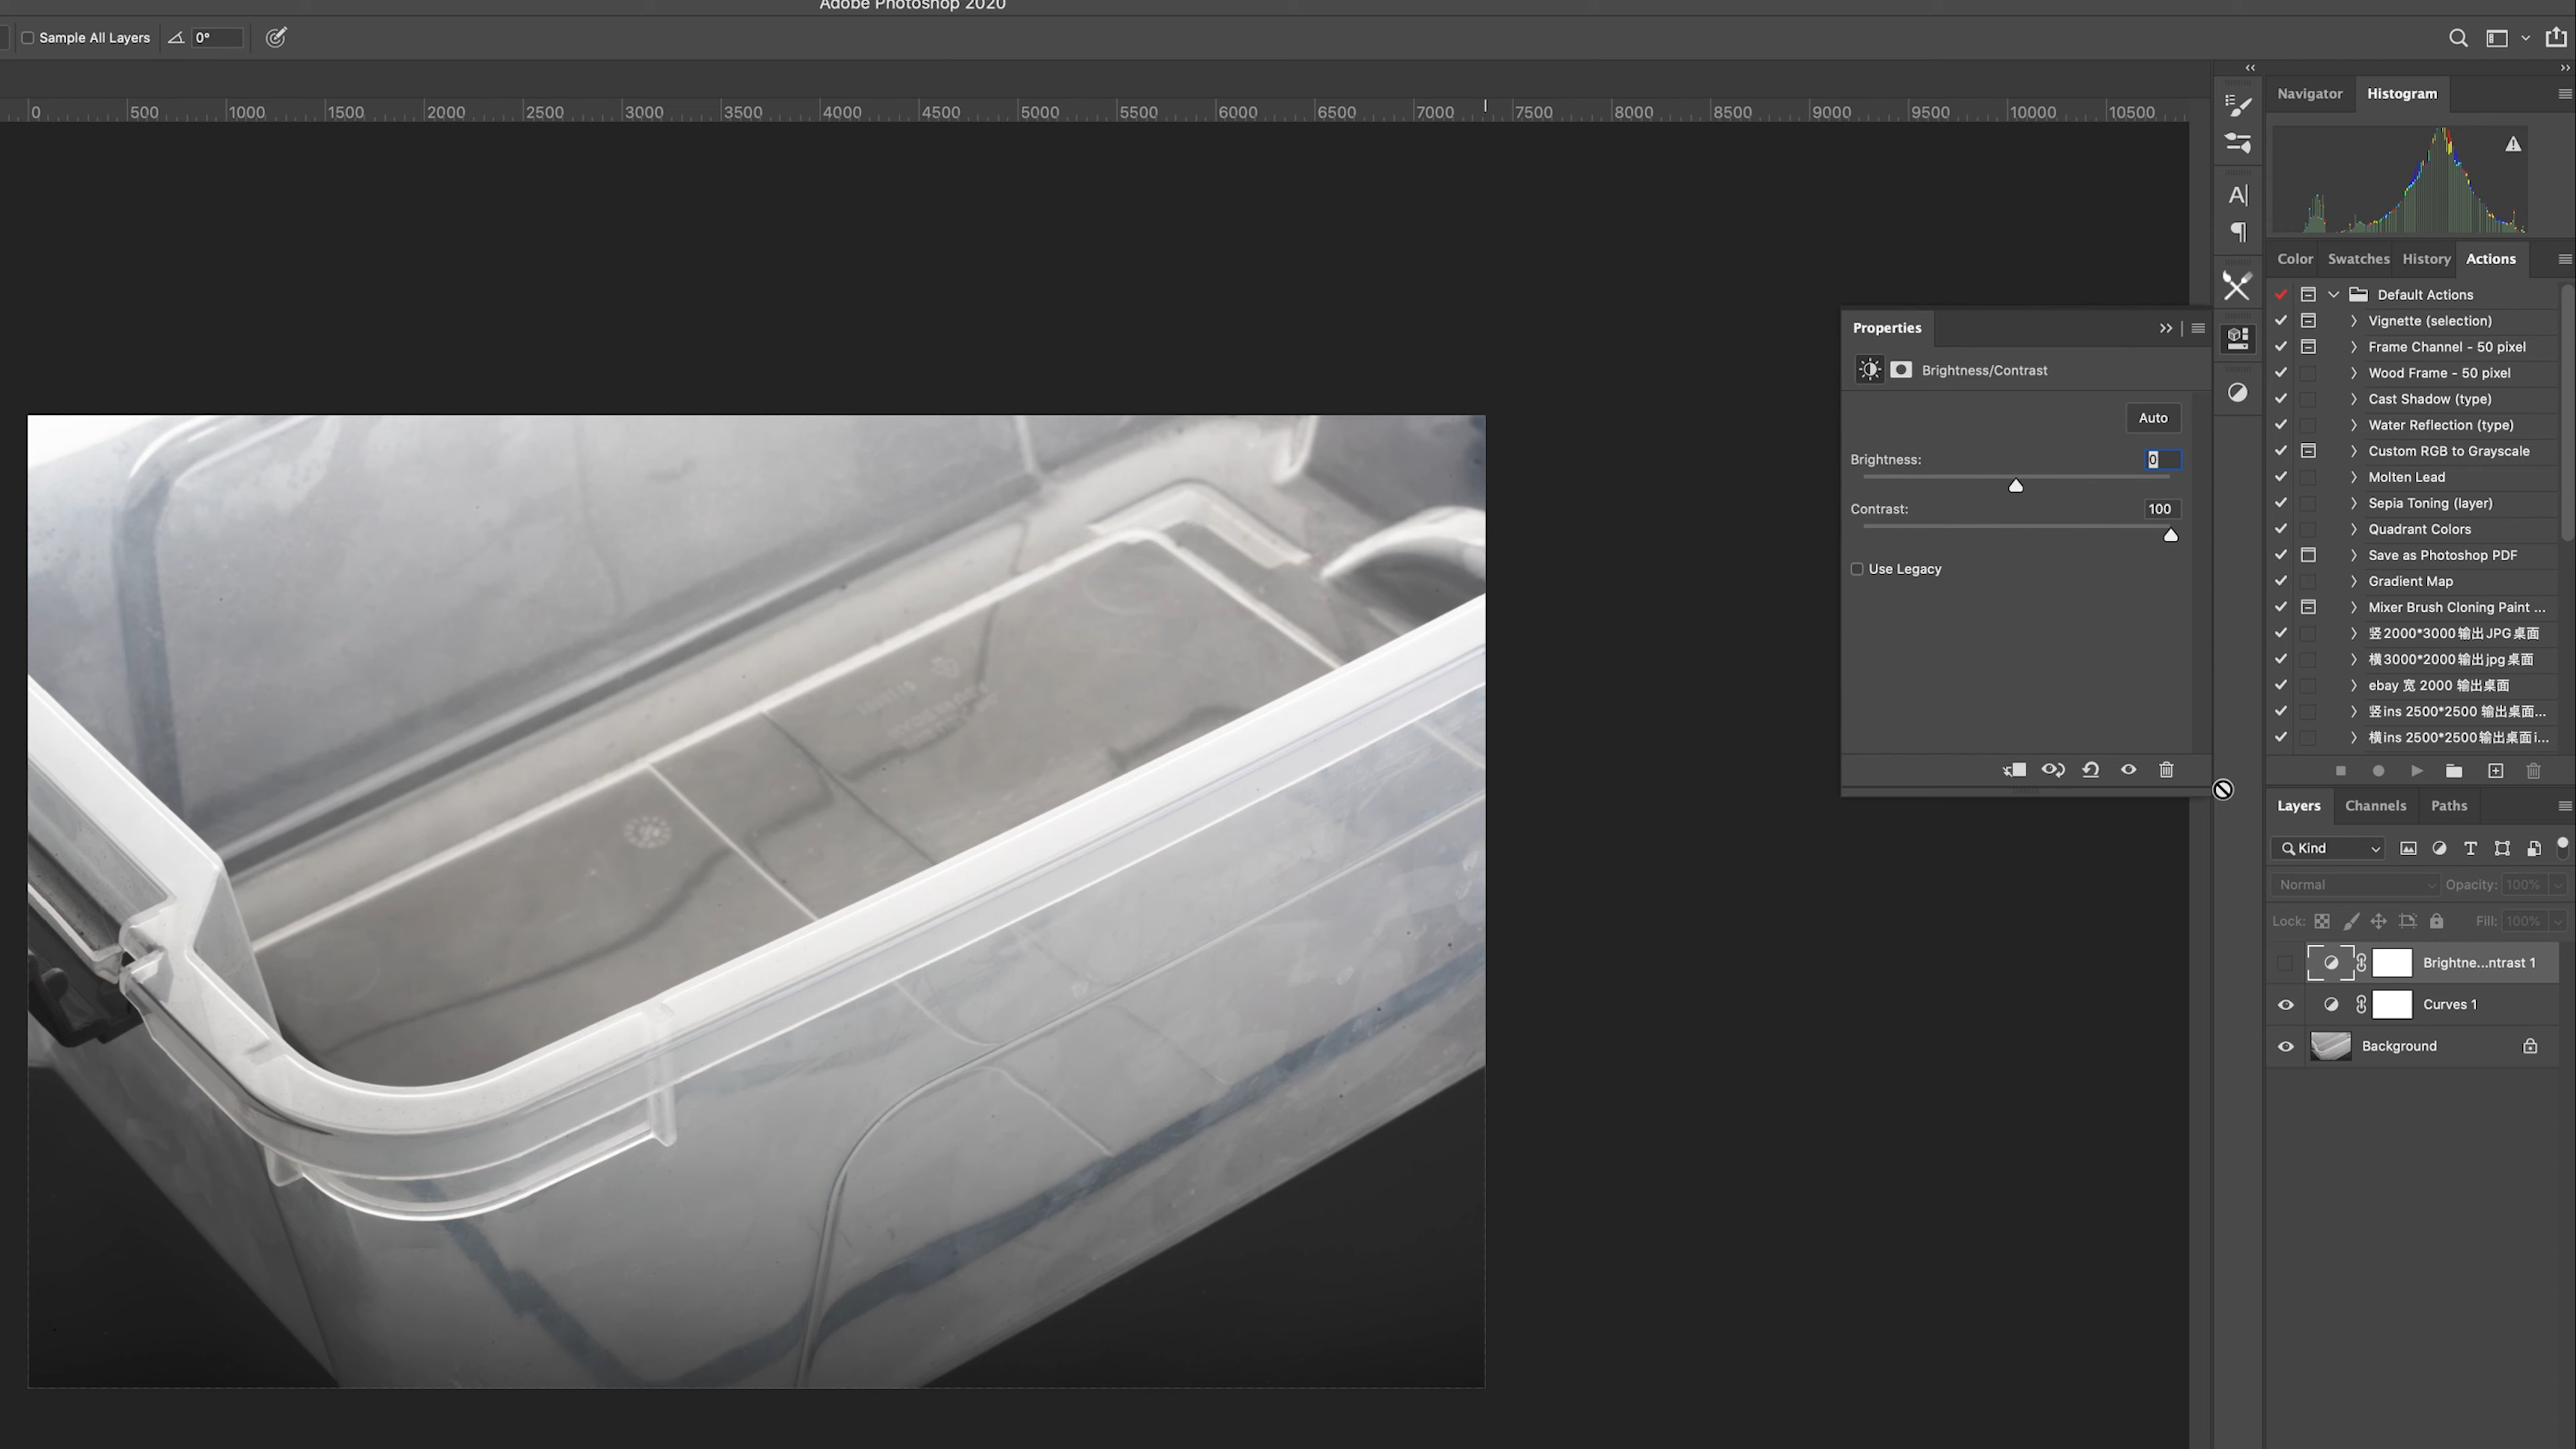 Adobe Photoshop 2020
Sample All Layers 0°
0 500 1000 1500 2000 2500 3000 3500 4000 4500 5000 5500 6000 6500 7000 7500 8000 8500 9000 9500 10000 10500
Navigator Histogram
Color Swatches History Actions
Default Actions
Vignette (selection)
Frame Channel - 50 pixel
Wood Frame - 50 pixel
Cast Shadow (type)
Water Reflection (type)
Custom RGB to Grayscale
Molten Lead
Sepia Toning (layer)
Quadrant Colors
Save as Photoshop PDF
Gradient Map
Mixer Brush Cloning Paint ...
竖2000*3000输出JPG桌面
横3000*2000输出jpg桌面
ebay 宽 2000 输出桌面
竖ins 2500*2500 输出桌面...
横ins 2500*2500输出桌面i...
Properties
Brightness/Contrast
Auto
Brightness: 0
Contrast: 100
Use Legacy
Layers Channels Paths
Kind
Normal Opacity: 100%
Lock: Fill: 100%
Brightne...ntrast 1
Curves 1
Background